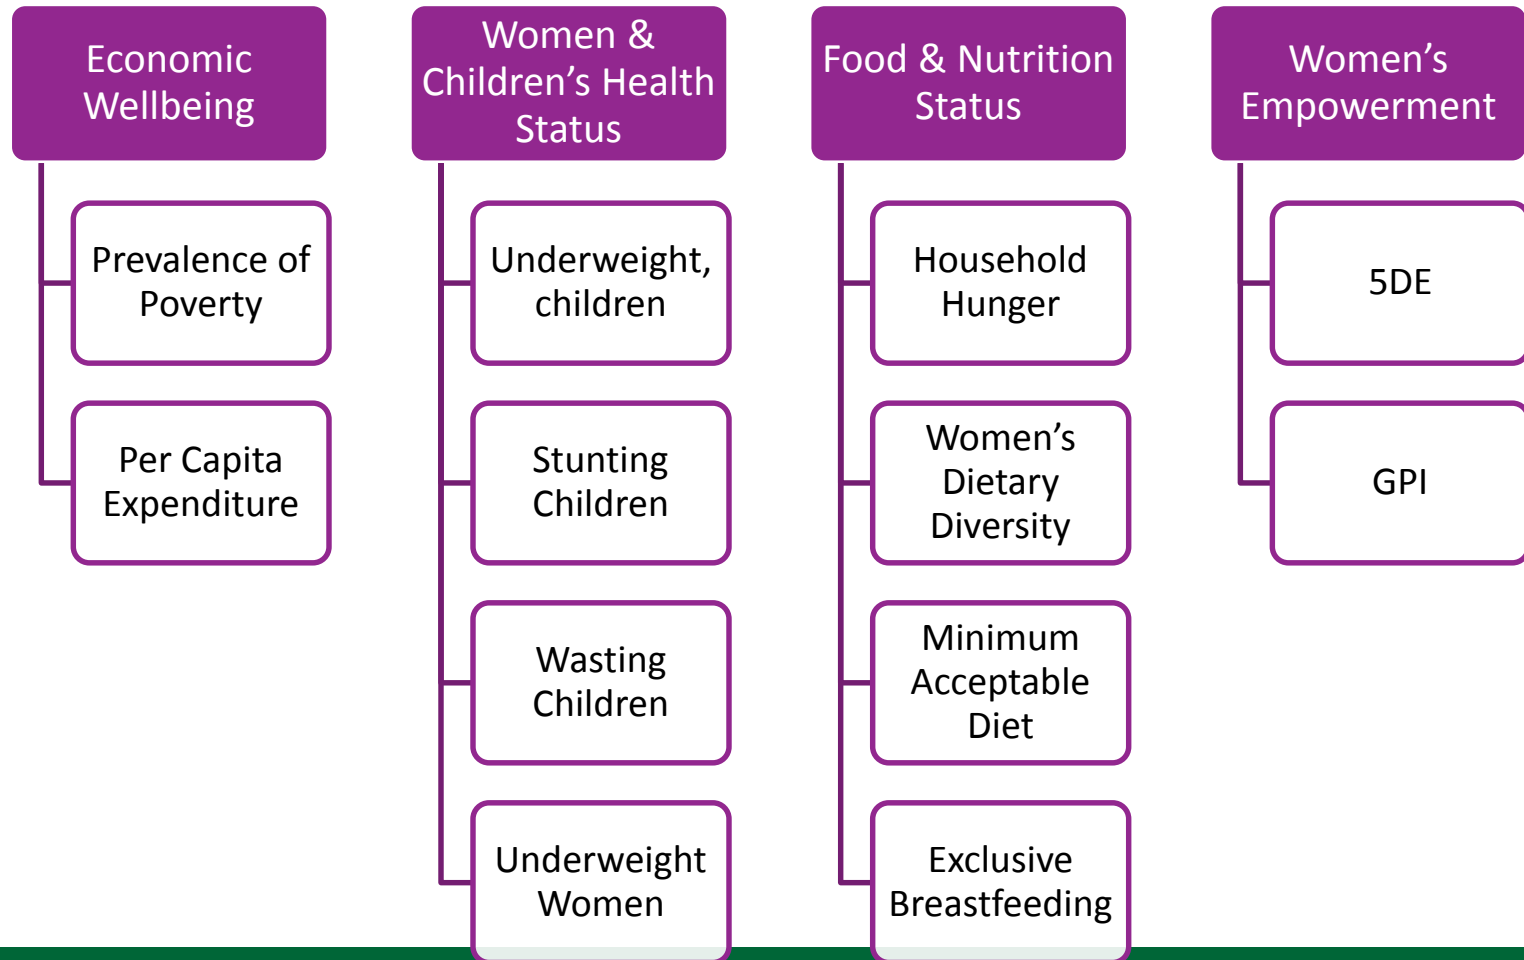 Economic
Wellbeing
Prevalence of
Poverty
Per Capita
Expenditure
Women &
Children’s Health
Status
Underweight,
children
Stunting
Children
Wasting
Children
Underweight
Women
Food & Nutrition
Status
Household
Hunger
Women’s
Dietary
Diversity
Minimum
Acceptable
Diet
Exclusive
Breastfeeding
Women’s
Empowerment
5DE
GPI